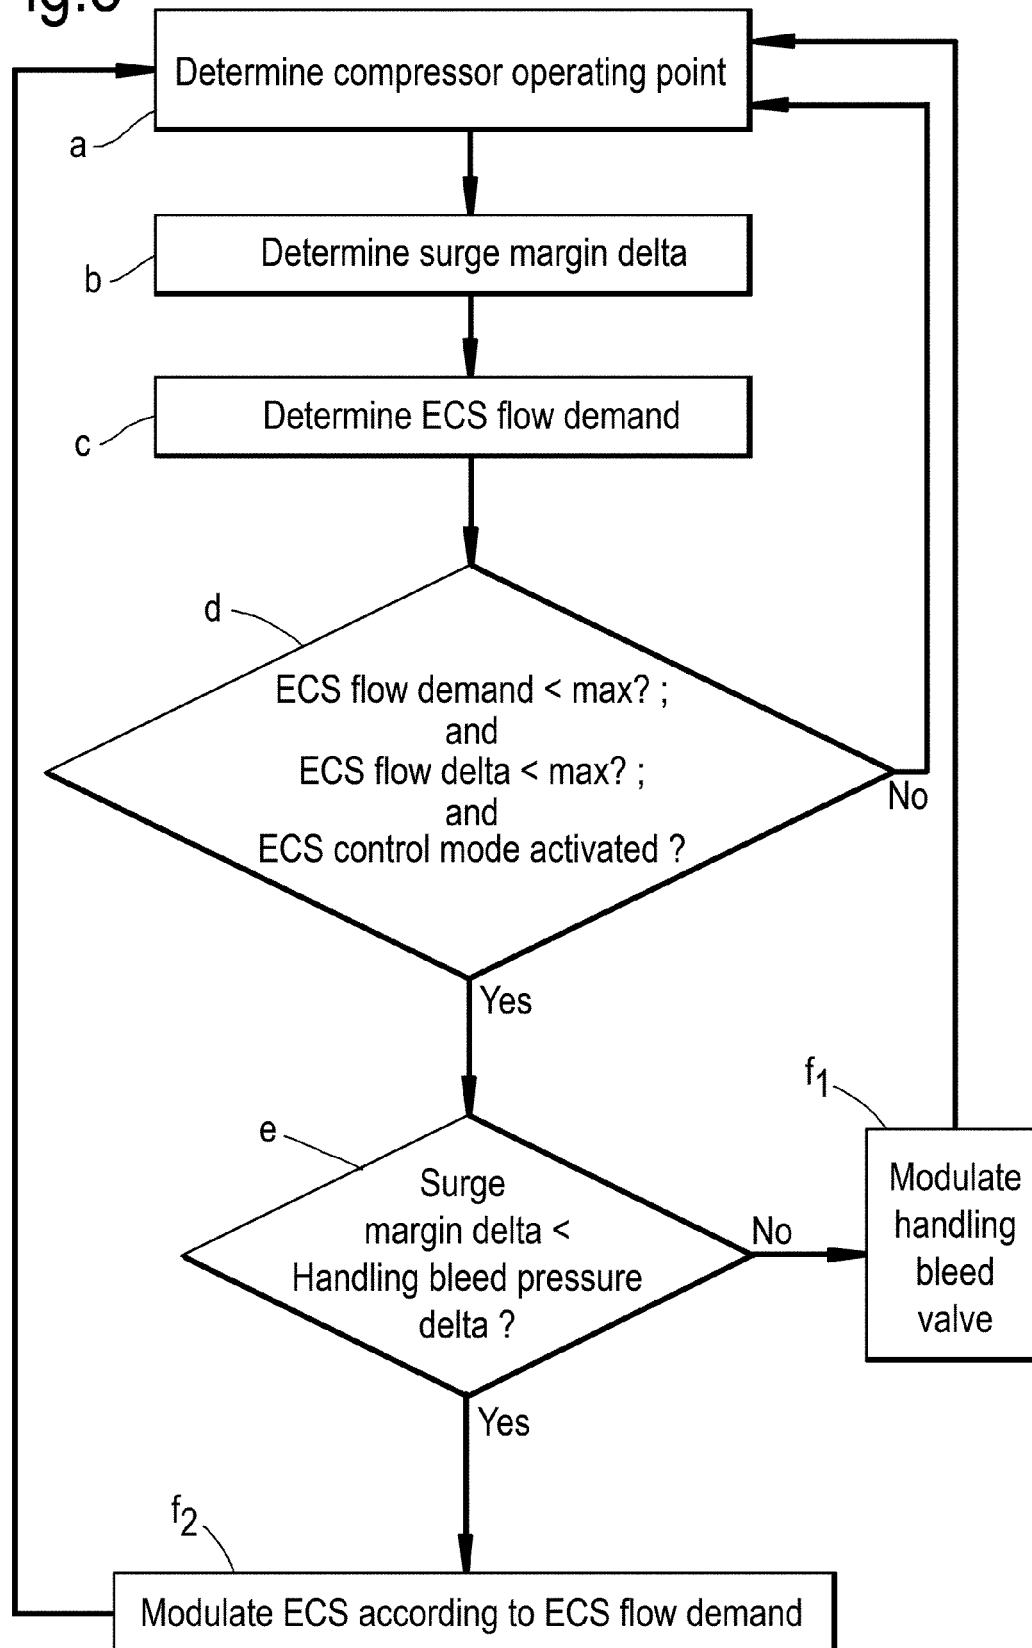 Determine compressor operating point
a
Determine surge margin delta
b
Determine ECS flow demand
c
d
ECS flow demand < max? ;
and
ECS flow delta < max? ;
and
ECS control mode activated ?
No
Yes
f1
e
Surge
margin delta <
Handling bleed pressure
delta ?
No
Modulate
handling
bleed
valve
Yes
f2
Modulate ECS according to ECS flow demand